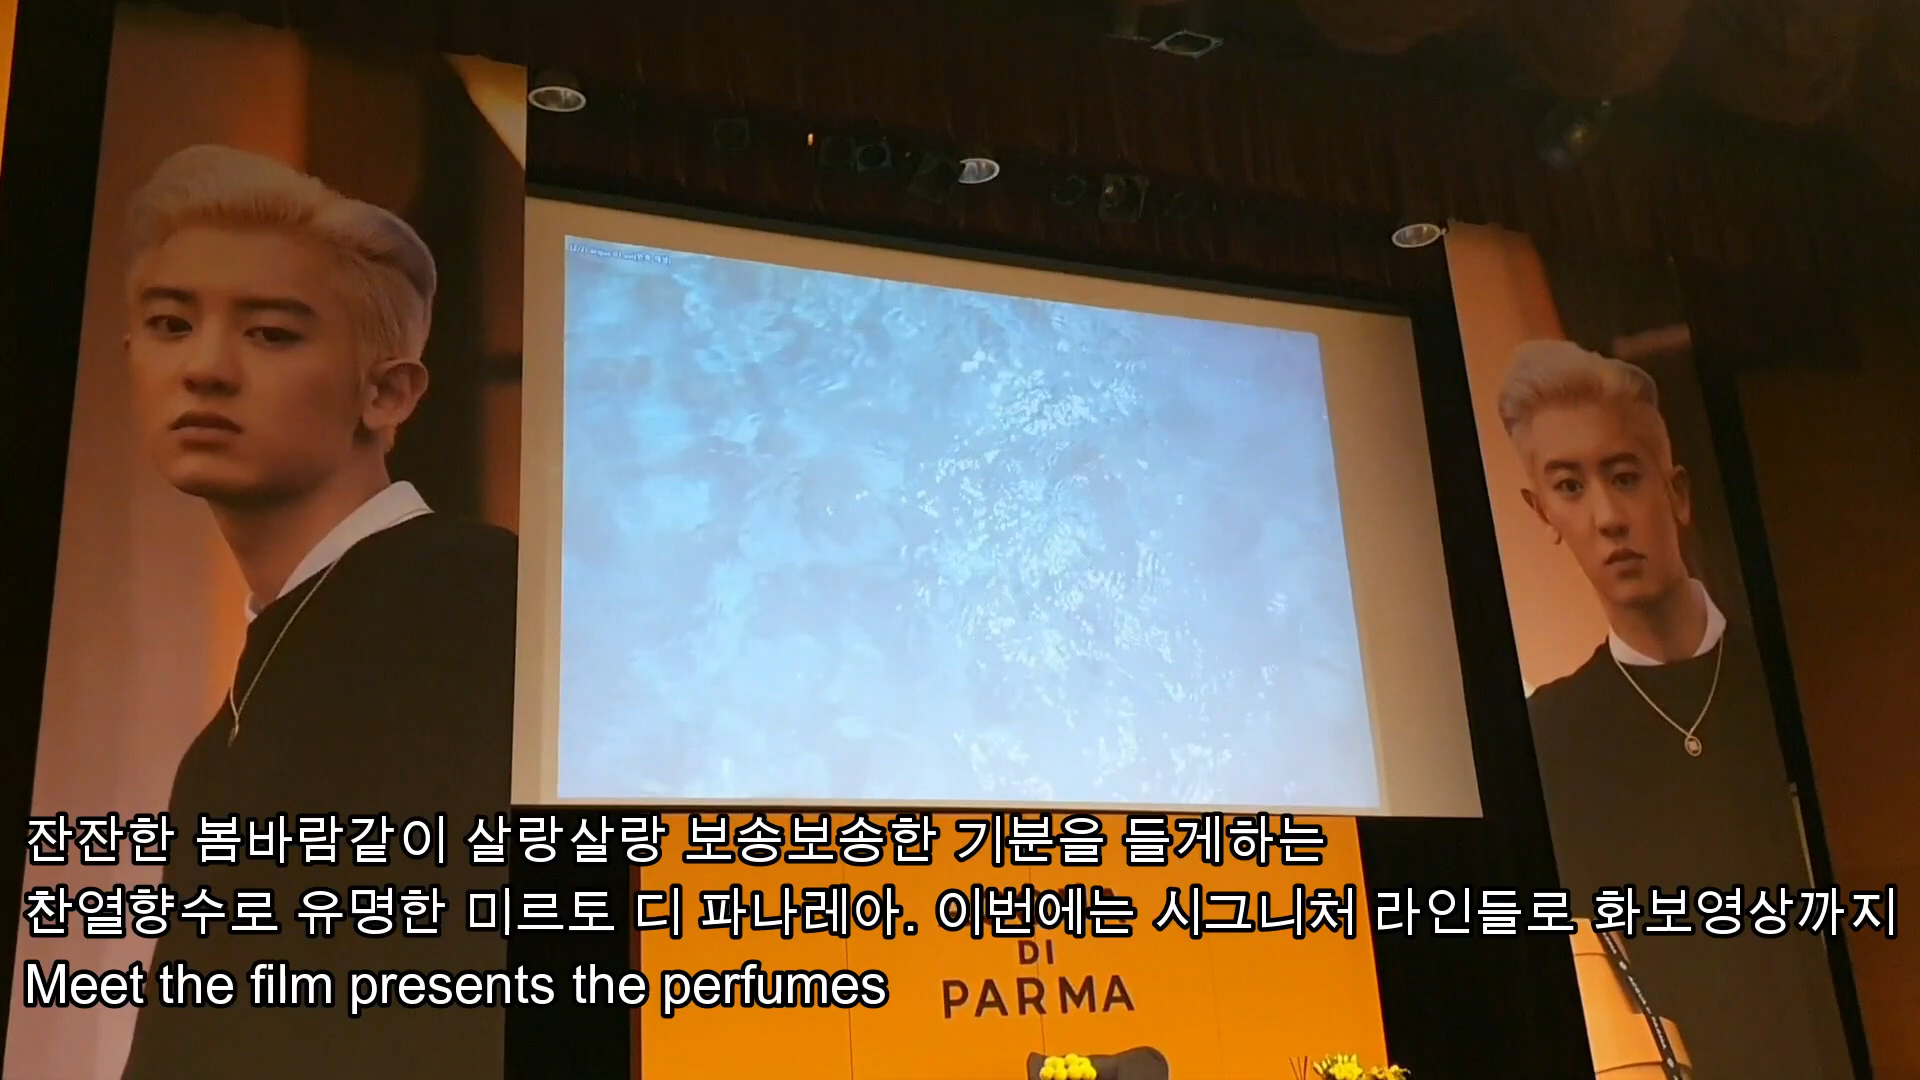 잔잔한 봄바람같이 살랑살랑 보송보송한 기분을 들게하는
찬열향수로 유명한 미르토 디 파나레아. 이번에는 시그니처 라인들로 화보영상까지
DI
Meet the film presents the perfumes
PARMA